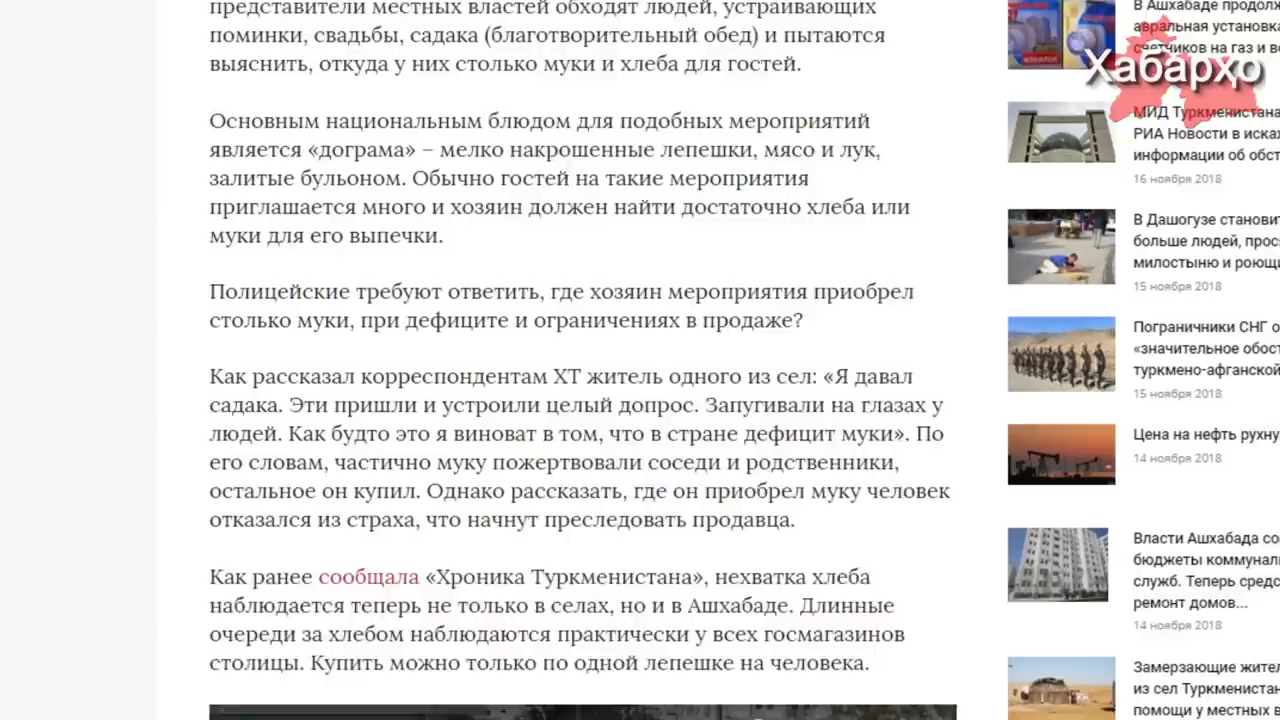 представители местных властей обходят людей, устраивающих
поминки, свадьбы, садака (благотворительный обед) и пытаются
выяснить, откуда у них столько муки и хлеба для гостей.
Основным национальным блюдом для подобных мероприятий
является «дограма» – мелко накрошенные лепешки, мясо и лук,
залитые бульоном. Обычно гостей на такие мероприятия
приглашается много и хозяин должен найти достаточно хлеба или
муки для его выпечки.
Полицейские требуют ответить, где хозяин мероприятия приобрел
столько муки, при дефиците и ограничениях в продаже?
Как рассказал корреспондентам ХТ житель одного из сел: «Я давал
садака. Эти пришли и устроили целый допрос. Запугивали на глазах у
людей. Как будто это я виноват в том, что в стране дефицит муки». По
его словам, частично муку пожертвовали соседи и родственники,
остальное он купил. Однако рассказать, где он приобрел муку человек
отказался из страха, что начнут преследовать продавца.
Как ранее сообщала «Хроника Туркменистана», нехватка хлеба
наблюдается теперь не только в селах, но и в Ашхабаде. Длинные
очереди за хлебом наблюдаются практически у всех госмагазинов
столицы. Купить можно только по одной лепешке на человека.
В Ашхабаде продолж
авральная установка
счетчиков на газ и в
Хабарҳо
МИД Туркменистана
РИА Новости в иска
информации об обст
16 ноября 2018
В Дашогузе становит
больше людей, прос
милостыню и роющи
15 ноября 2018
Пограничники СНГ о
«значительное обост
туркмено-афганской
15 ноября 2018
Цена на нефть рухну
14 ноября 2018
Власти Ашхабада со
бюджеты коммунал
служб. Теперь средс
ремонт домов...
14 ноября 2018
Замерзающие жител
из сел Туркменистан
помощи у местных в